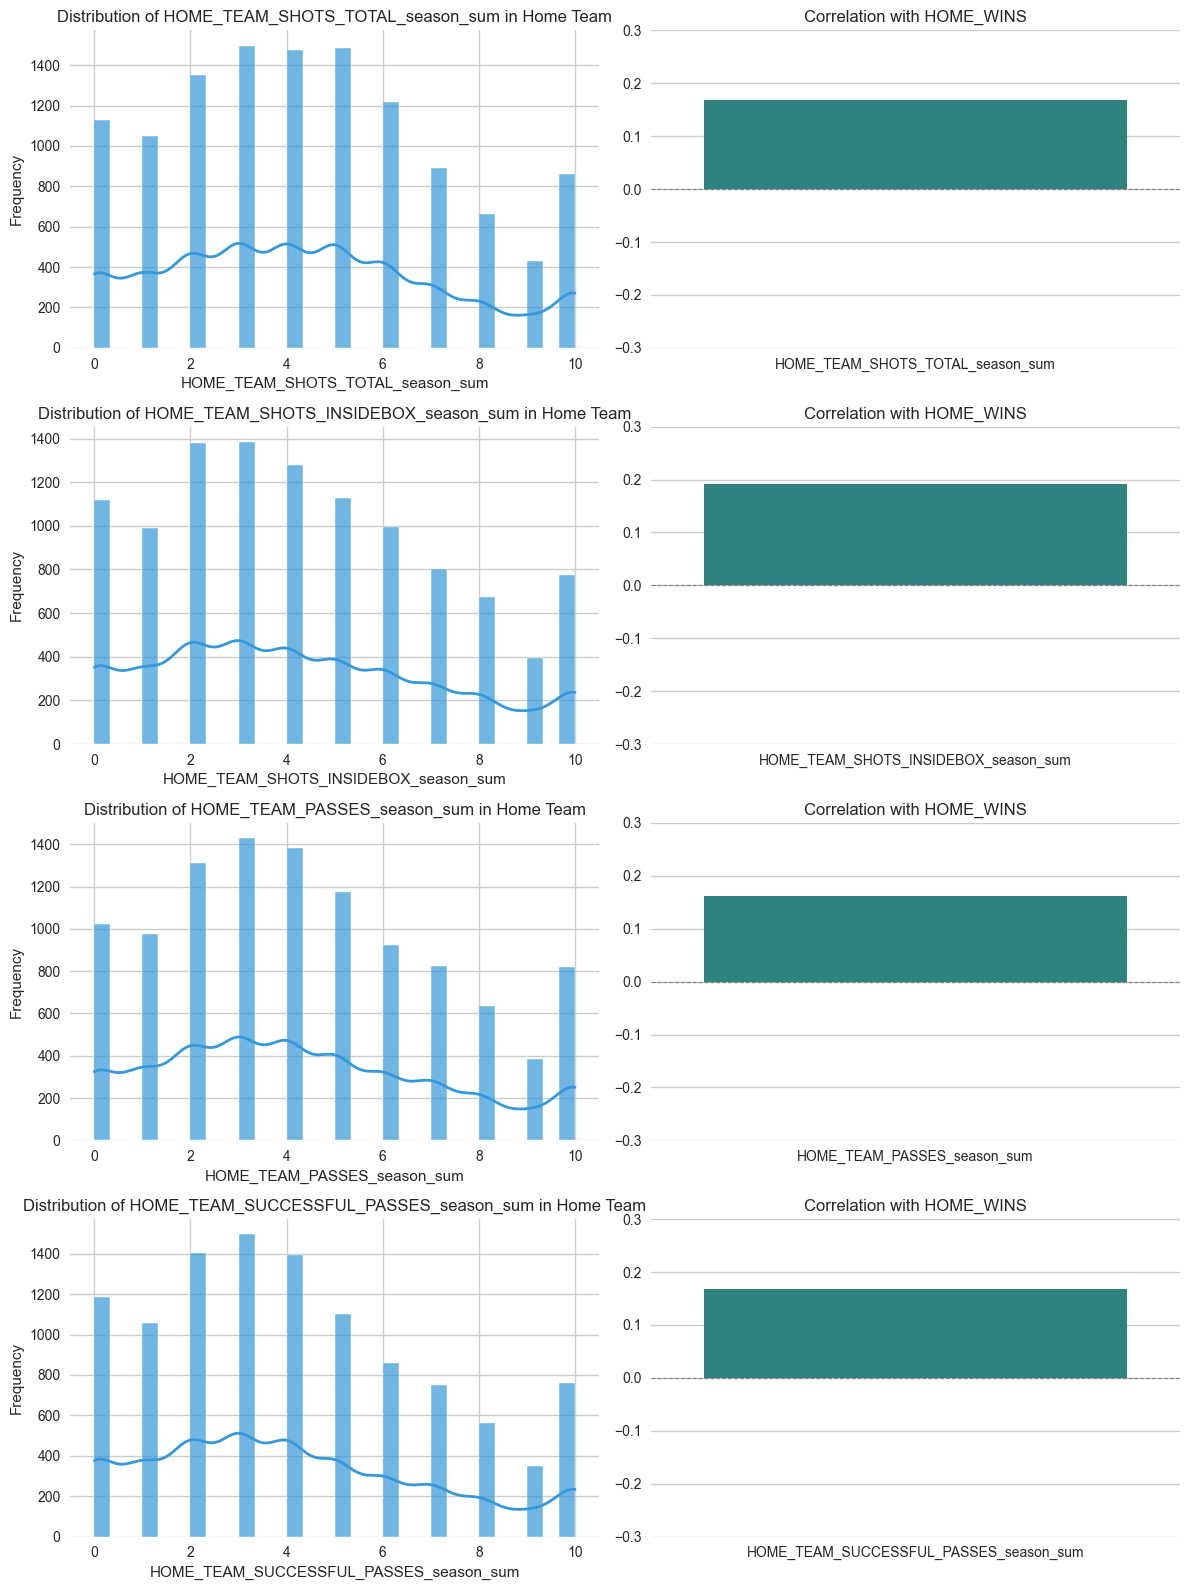 Distribution of HOME_TEAM_SHOTS_TOTAL_season_sum in Home Team
1400
1200
1000
800
600
400
200
0
Frequency
0 2 4 6 8 10
HOME_TEAM_SHOTS_TOTAL_season_sum
Correlation with HOME_WINS
0.3
0.2
0.1
0.0
−0.1
−0.2
−0.3
HOME_TEAM_SHOTS_TOTAL_season_sum
Distribution of HOME_TEAM_SHOTS_INSIDEBOX_season_sum in Home Team
1400
1200
1000
800
600
400
200
0
Frequency
0 2 4 6 8 10
HOME_TEAM_SHOTS_INSIDEBOX_season_sum
Correlation with HOME_WINS
0.3
0.2
0.1
0.0
−0.1
−0.2
−0.3
HOME_TEAM_SHOTS_INSIDEBOX_season_sum
Distribution of HOME_TEAM_PASSES_season_sum in Home Team
1400
1200
1000
800
600
400
200
0
Frequency
0 2 4 6 8 10
HOME_TEAM_PASSES_season_sum
Correlation with HOME_WINS
0.3
0.2
0.1
0.0
−0.1
−0.2
−0.3
HOME_TEAM_PASSES_season_sum
Distribution of HOME_TEAM_SUCCESSFUL_PASSES_season_sum in Home Team
1400
1200
1000
800
600
400
200
0
Frequency
0 2 4 6 8 10
HOME_TEAM_SUCCESSFUL_PASSES_season_sum
Correlation with HOME_WINS
0.3
0.2
0.1
0.0
−0.1
−0.2
−0.3
HOME_TEAM_SUCCESSFUL_PASSES_season_sum